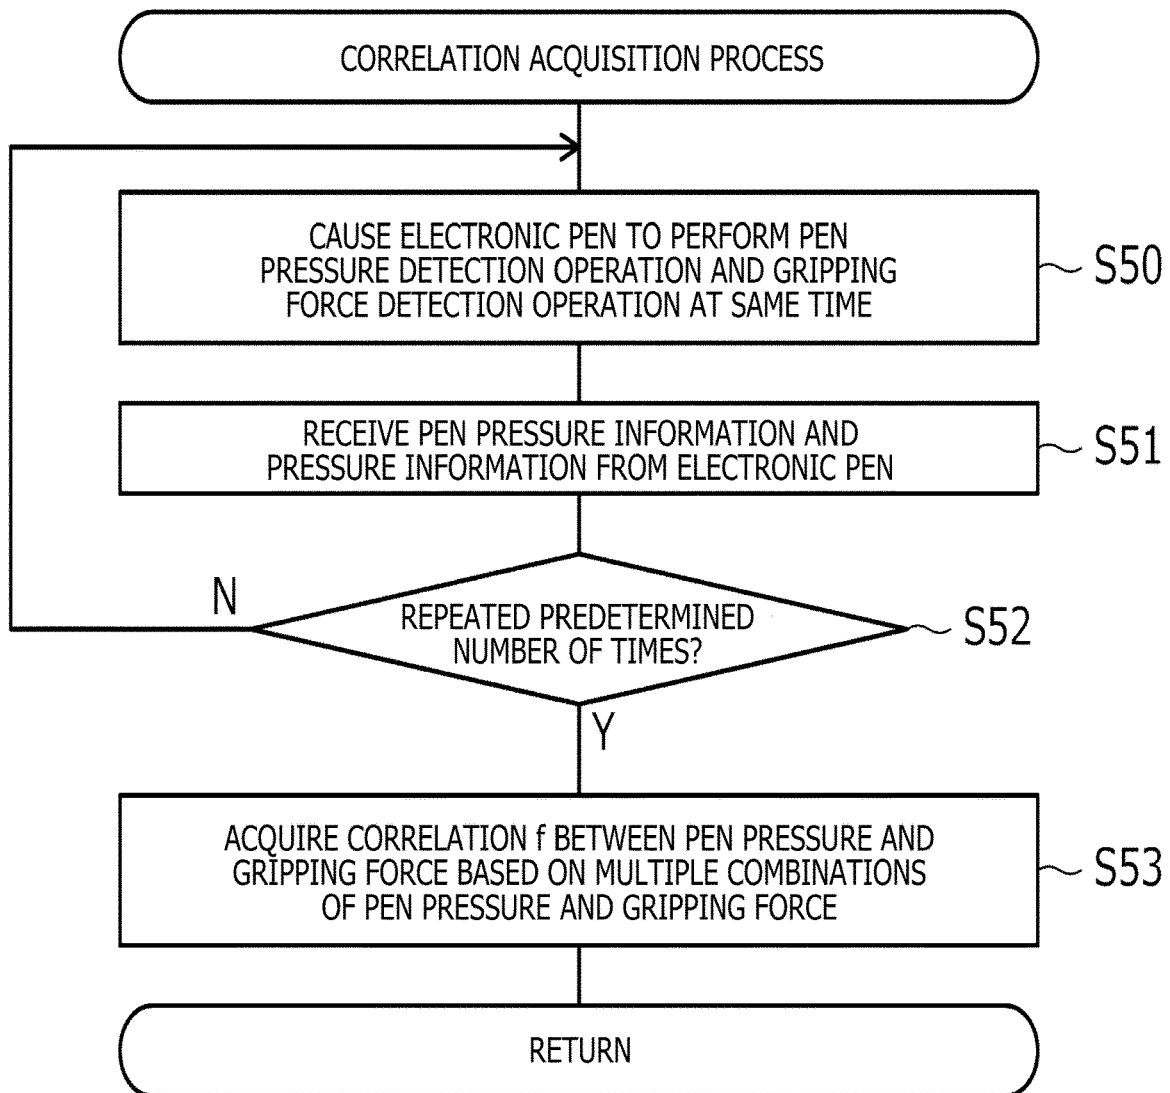 CORRELATION ACQUISITION PROCESS
CAUSE ELECTRONIC PEN TO PERFORM PEN
PRESSURE DETECTION OPERATION AND GRIPPING
FORCE DETECTION OPERATION AT SAME TIME
S50
RECEIVE PEN PRESSURE INFORMATION AND
PRESSURE INFORMATION FROM ELECTRONIC PEN
S51
N
REPEATED PREDETERMINED
NUMBER OF TIMES?
S52
Y
ACQUIRE CORRELATION f BETWEEN PEN PRESSURE AND
GRIPPING FORCE BASED ON MULTIPLE COMBINATIONS
OF PEN PRESSURE AND GRIPPING FORCE
S53
RETURN